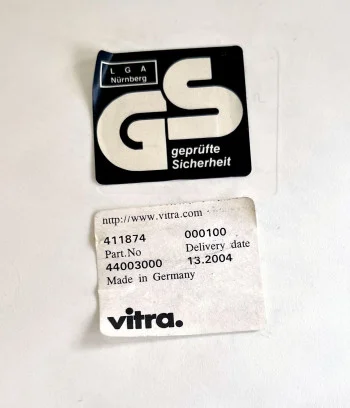 L G A
Nürnberg
GS
geprüfte
Sicherheit
http://www.vitra.com
411874 000100
Part.No Delivery date
44003000 13.2004
Made in Germany
vitra.